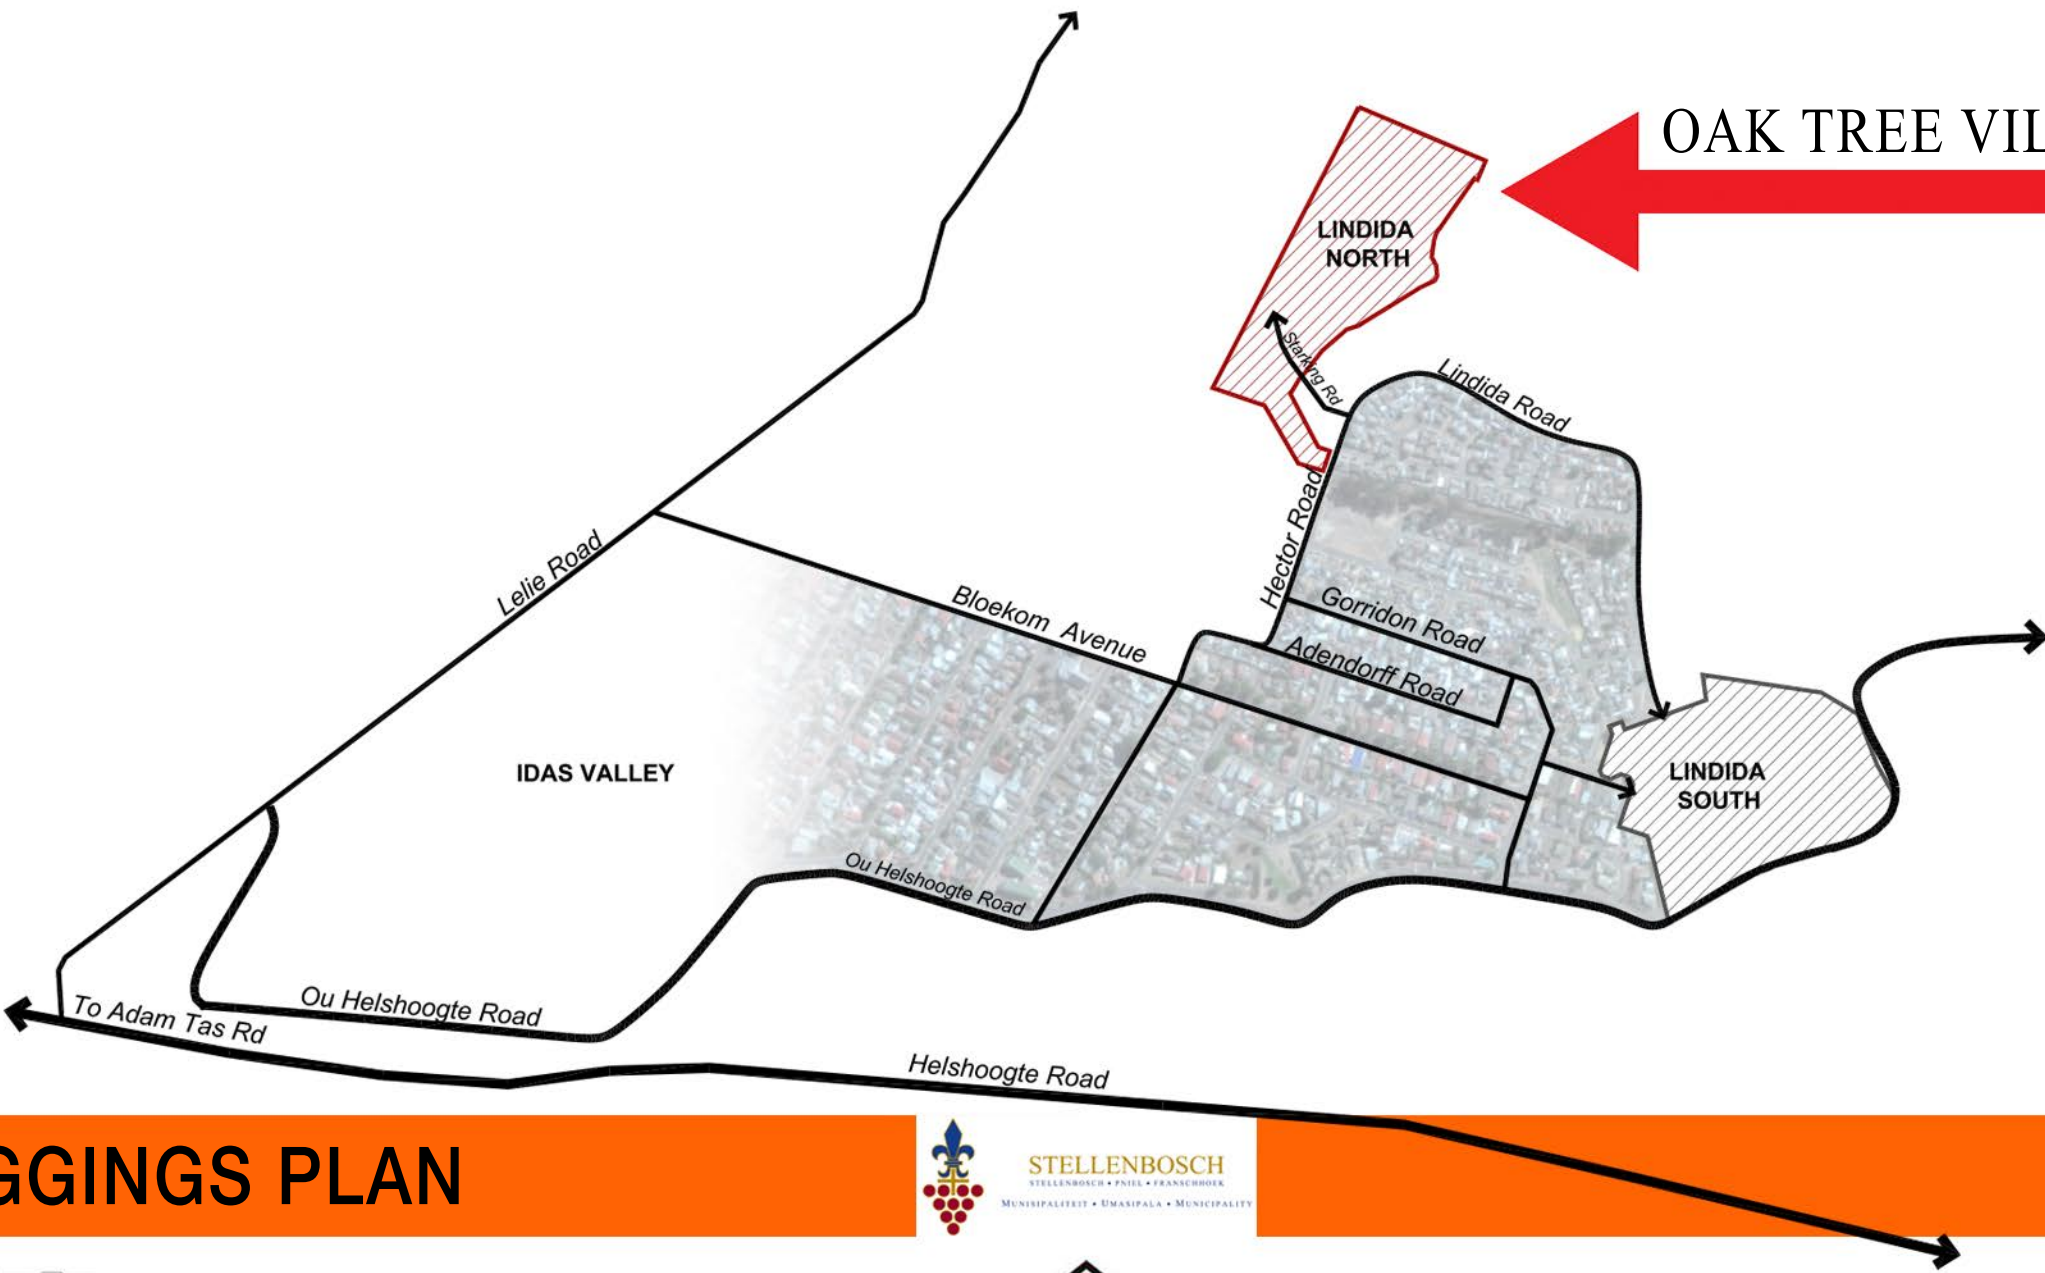 OAK TREE VIL
LINDIDA
NORTH
Starking Rd
Lindida Road
Hector Road
Lelie Road
Bloekom Avenue
Gorridon Road
Adendorff Road
IDAS VALLEY
LINDIDA
SOUTH
Ou Helshoogte Road
Ou Helshoogte Road
To Adam Tas Rd
Helshoogte Road
GGINGS PLAN
STELLENBOSCH
STELLENBOSCH • PNIEL • FRANSCHHOEK
MUNISIPALITEIT • UMASIPALA • MUNICIPALITY